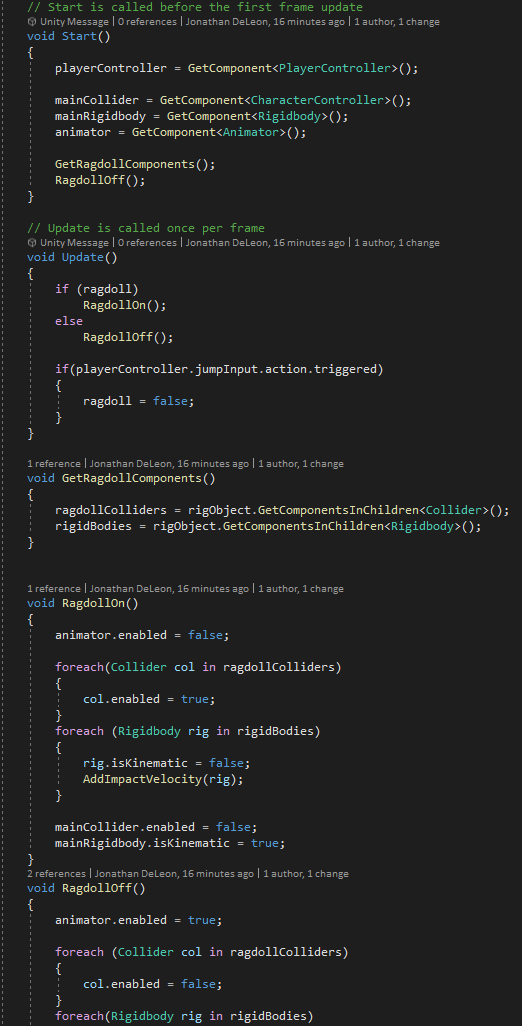 // Start is called before the first frame update
Unity Message | 0 references | Jonathan DeLeon, 16 minutes ago | 1 author, 1 change
void Start()
{
playerController = GetComponent<PlayerController>();
mainCollider = GetComponent<CharacterController>();
mainRigidbody = GetComponent<Rigidbody>();
animator = GetComponent<Animator>();
GetRagdollComponents();
RagdollOff();
}
// Update is called once per frame
Unity Message | 0 references | Jonathan DeLeon, 16 minutes ago | 1 author, 1 change
void Update()
{
if (ragdoll)
RagdollOn();
else
RagdollOff();
if(playerController.jumpInput.action.triggered)
{
ragdoll = false;
}
}
1 reference | Jonathan DeLeon, 16 minutes ago | 1 author, 1 change
void GetRagdollComponents()
{
ragdollColliders = rigObject.GetComponentsInChildren<Collider>();
rigidBodies = rigObject.GetComponentsInChildren<Rigidbody>();
}
1 reference | Jonathan DeLeon, 16 minutes ago | 1 author, 1 change
void RagdollOn()
{
animator.enabled = false;
foreach(Collider col in ragdollColliders)
{
col.enabled = true;
}
foreach (Rigidbody rig in rigidBodies)
{
rig.isKinematic = false;
AddImpactVelocity(rig);
}
mainCollider.enabled = false;
mainRigidbody.isKinematic = true;
}
2 references | Jonathan DeLeon, 16 minutes ago | 1 author, 1 change
void RagdollOff()
{
animator.enabled = true;
foreach (Collider col in ragdollColliders)
{
col.enabled = false;
}
foreach(Rigidbody rig in rigidBodies)